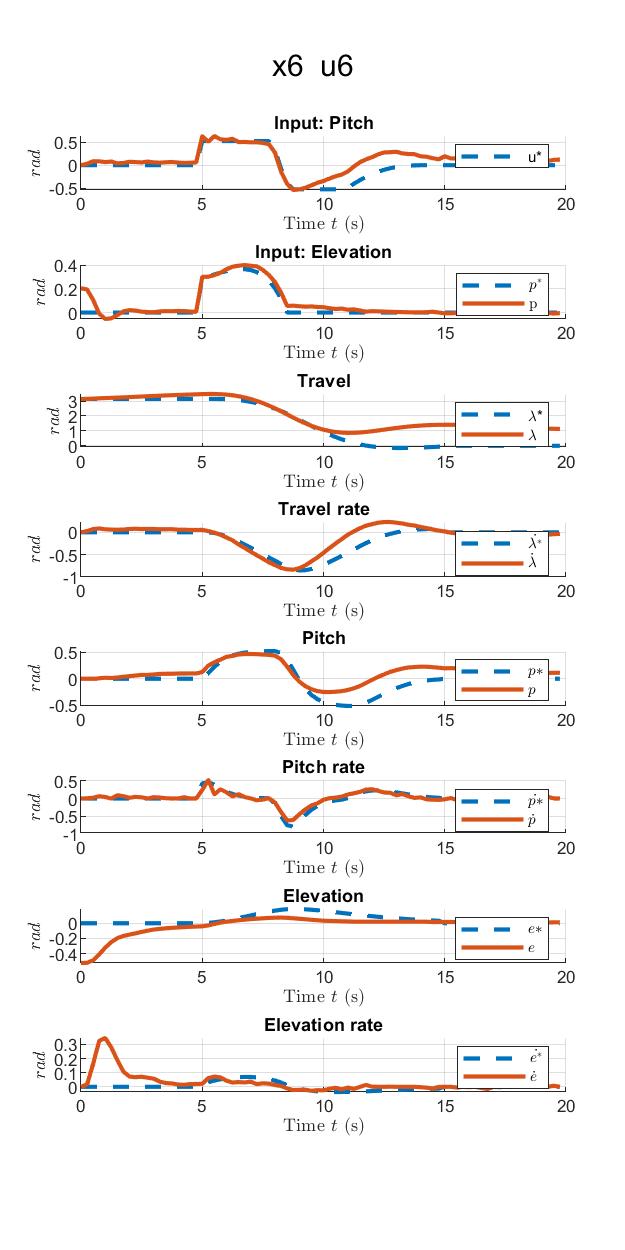 x6 u6
Input: Pitch
rad
0.5
0
-0.5
u*
0 5 10 15 20
Time t (s)
Input: Elevation
rad
0.4
0.2
0
p*
p
0 5 10 15 20
Time t (s)
Travel
rad
3
2
1
0
λ*
λ
0 5 10 15 20
Time t (s)
Travel rate
rad
0
-0.5
-1
λ̇*
λ̇
0 5 10 15 20
Time t (s)
Pitch
rad
0.5
0
-0.5
p*
p
0 5 10 15 20
Time t (s)
Pitch rate
rad
0.5
0
-1
ṗ*
ṗ
0 5 10 15 20
Time t (s)
Elevation
rad
0
-0.2
-0.4
e*
e
0 5 10 15 20
Time t (s)
Elevation rate
rad
0.3
0.2
0.1
0
ė*
ė
0 5 10 15 20
Time t (s)